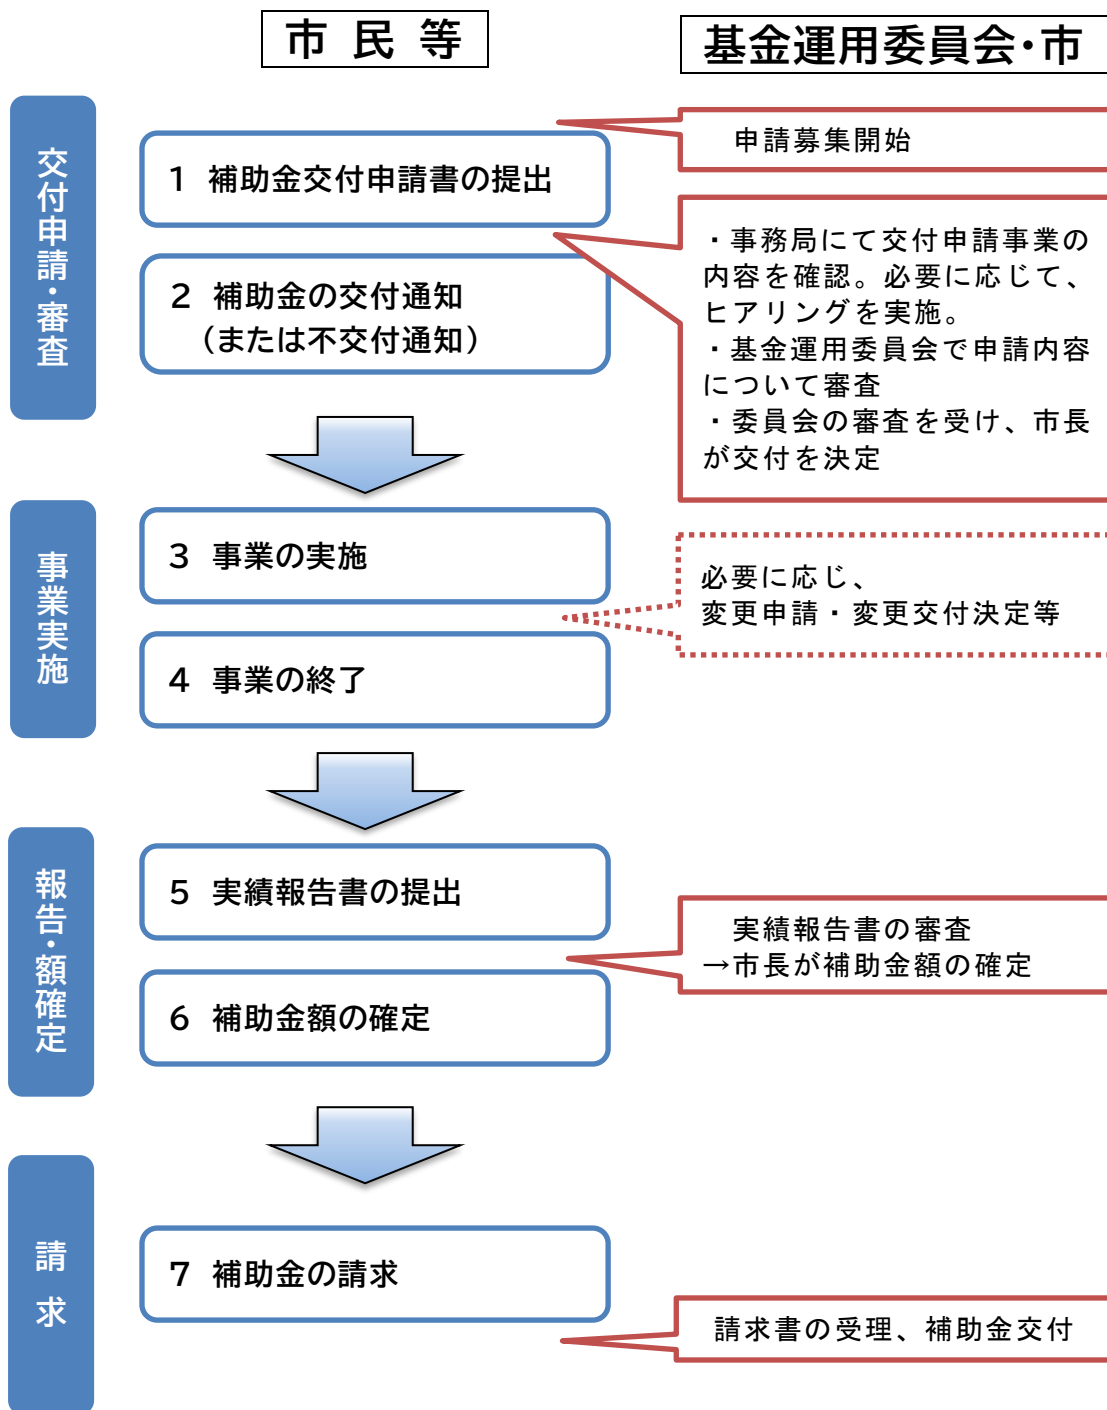 市 民 等
基金運用委員会・市
交付申請・審査
申請募集開始
1 補助金交付申請書の提出
・事務局にて交付申請事業の
内容を確認。必要に応じて、
ヒアリングを実施。
・基金運用委員会で申請内容
について審査
・委員会の審査を受け、市長
が交付を決定
2 補助金の交付通知
（または不交付通知）
事業実施
3 事業の実施
必要に応じ、
変更申請・変更交付決定等
4 事業の終了
報告・額確定
5 実績報告書の提出
実績報告書の審査
→市長が補助金額の確定
6 補助金額の確定
請 求
7 補助金の請求
請求書の受理、補助金交付